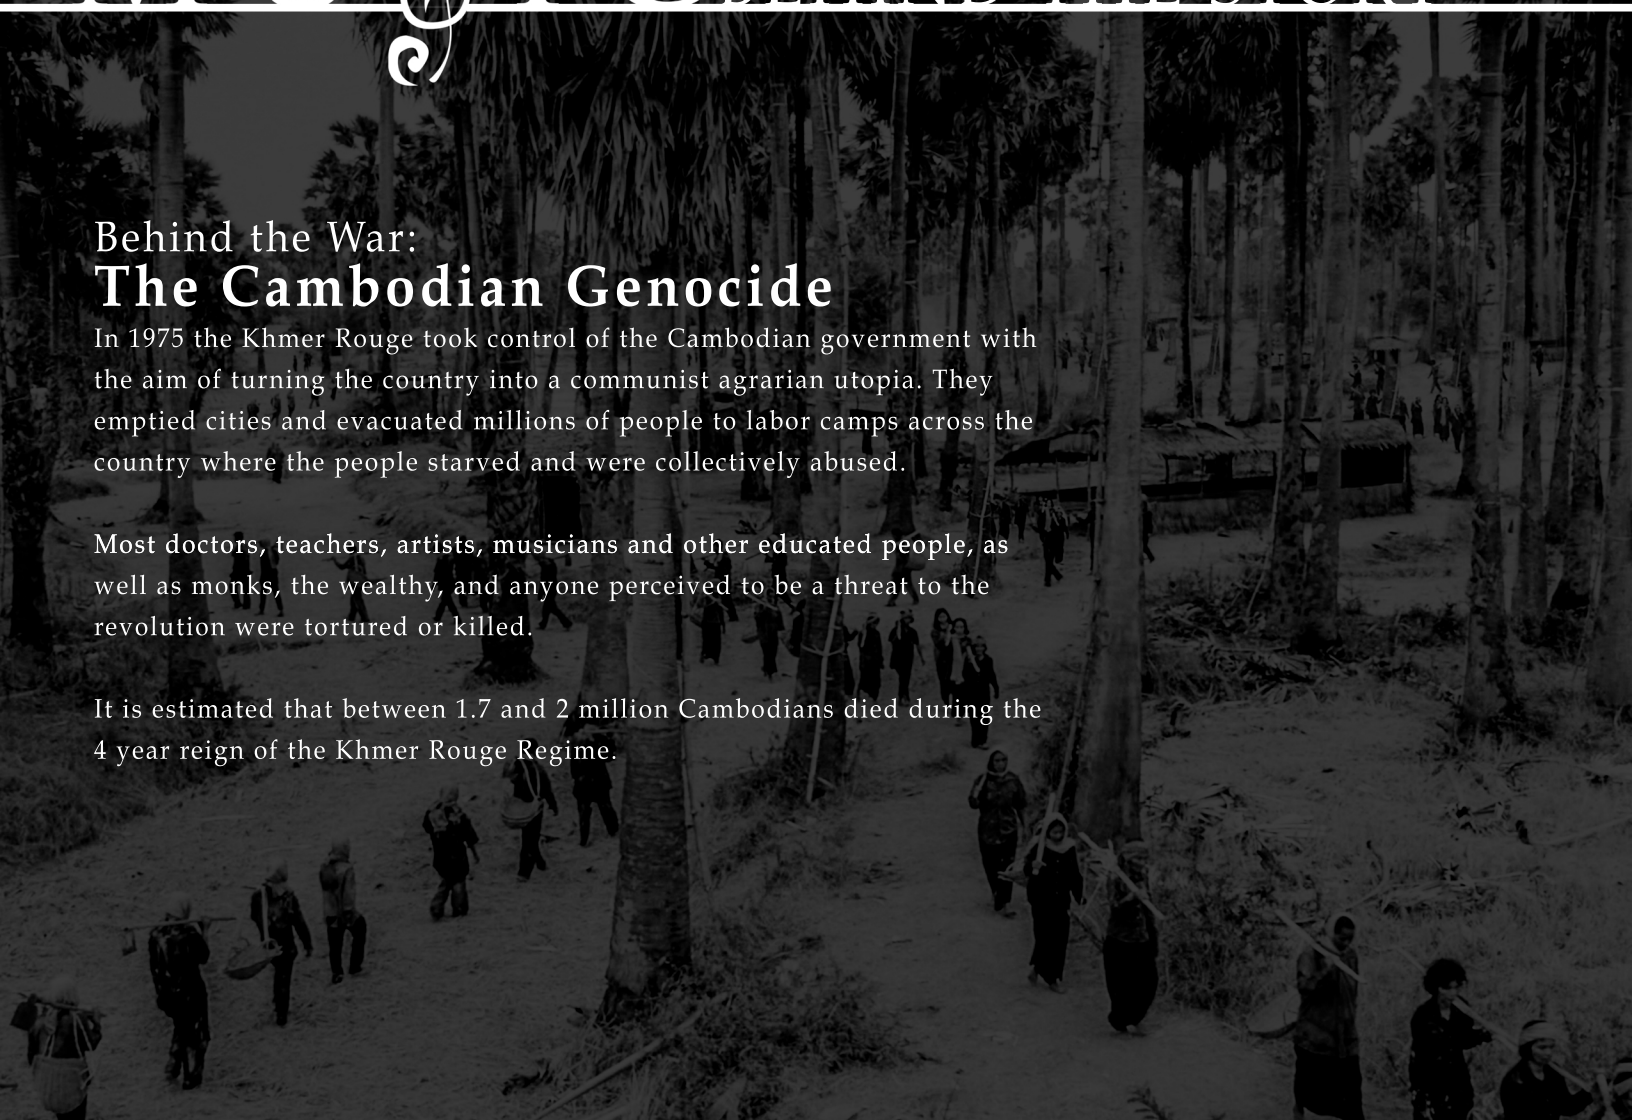 Behind the War:
The Cambodian Genocide
In 1975 the Khmer Rouge took control of the Cambodian government with
the aim of turning the country into a communist agrarian utopia. They
emptied cities and evacuated millions of people to labor camps across the
country where the people starved and were collectively abused.
Most doctors, teachers, artists, musicians and other educated people, as
well as monks, the wealthy, and anyone perceived to be a threat to the
revolution were tortured or killed.
It is estimated that between 1.7 and 2 million Cambodians died during the
4 year reign of the Khmer Rouge Regime.